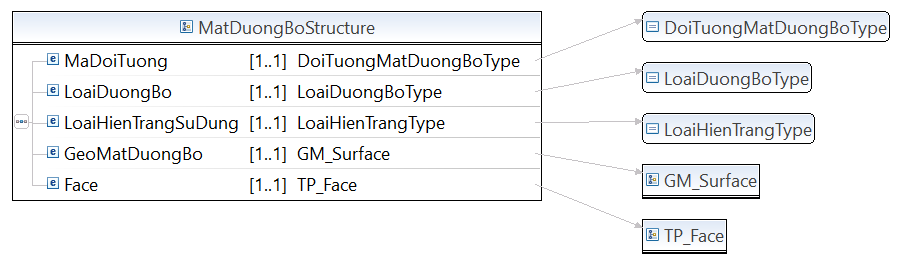 MatDuongBoStructure
MaDoiTuong [1..1] DoiTuongMatDuongBoType
LoaiDuongBo [1..1] LoaiDuongBoType
LoaiHienTrangSuDung [1..1] LoaiHienTrangType
GeoMatDuongBo [1..1] GM_Surface
Face [1..1] TP_Face
DoiTuongMatDuongBoType
LoaiDuongBoType
LoaiHienTrangType
GM_Surface
TP_Face